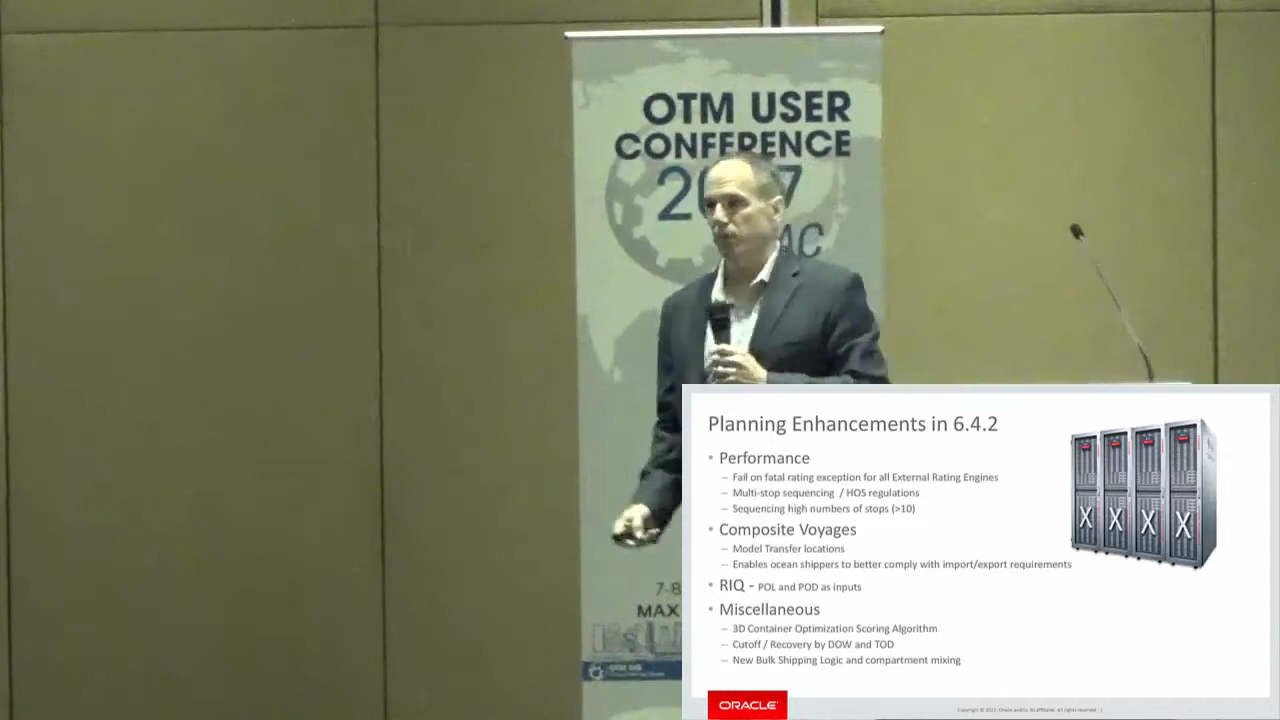 OTM USER
CONFERENCE
7-8
MAX
Planning Enhancements in 6.4.2
• Performance
– Fail on fatal rating exception for all External Rating Engines
– Multi-stop sequencing / HOS regulations
– Sequencing high numbers of stops (>10)
• Composite Voyages
– Model Transfer locations
– Enables ocean shippers to better comply with import/export requirements
• RIQ - POL and POD as inputs
• Miscellaneous
– 3D Container Optimization Scoring Algorithm
– Cutoff / Recovery by DOW and TOD
– New Bulk Shipping Logic and compartment mixing
X X X X
ORACLE